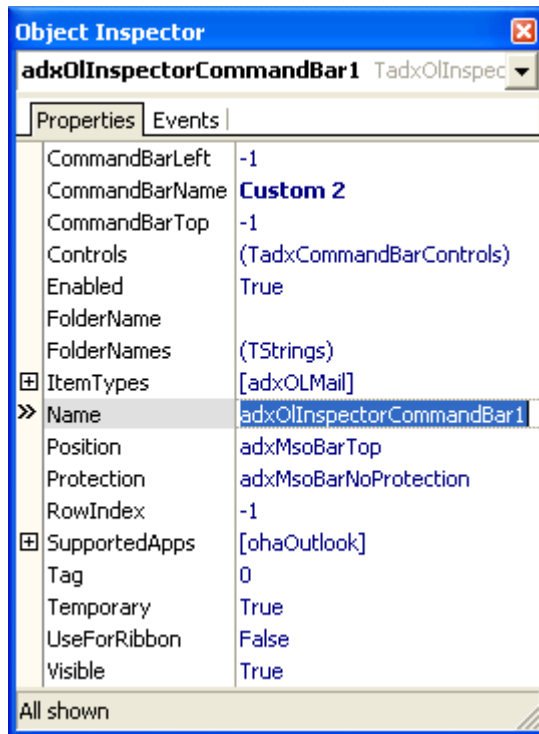 Object Inspector
adxOlInspectorCommandBar1 TadxOlInspec
Properties Events
CommandBarLeft -1
CommandBarName Custom 2
CommandBarTop -1
Controls (TadxCommandBarControls)
Enabled True
FolderName
FolderNames (TStrings)
ItemTypes [adxOLMail]
Name adxOlInspectorCommandBar1
Position adxMsoBarTop
Protection adxMsoBarNoProtection
RowIndex -1
SupportedApps [ohaOutlook]
Tag 0
Temporary True
UseForRibbon False
Visible True
All shown